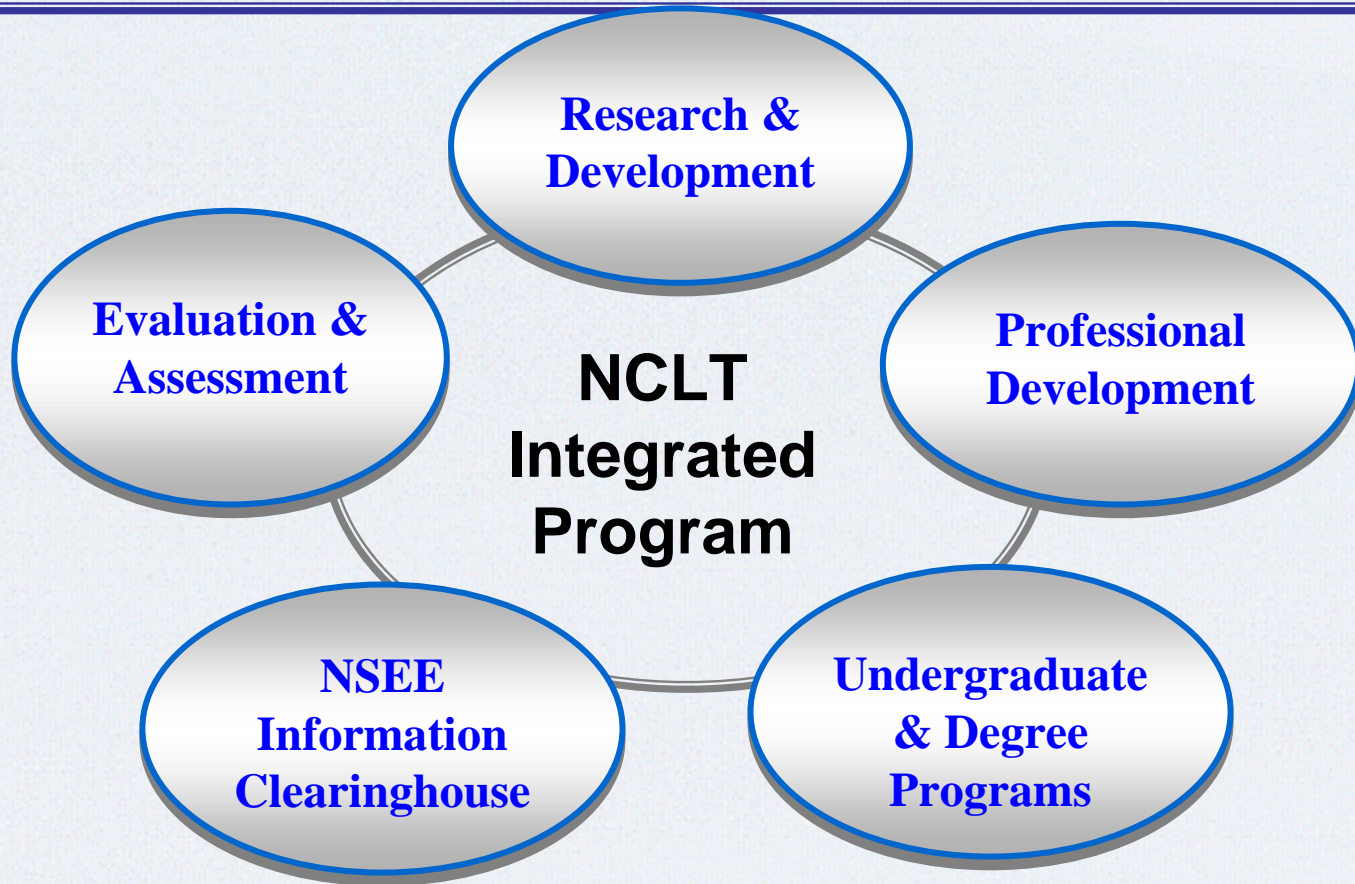 Research &
Development
Evaluation &
Assessment
Professional
Development
NCLT
Integrated
Program
NSEE
Information
Clearinghouse
Undergraduate
& Degree
Programs